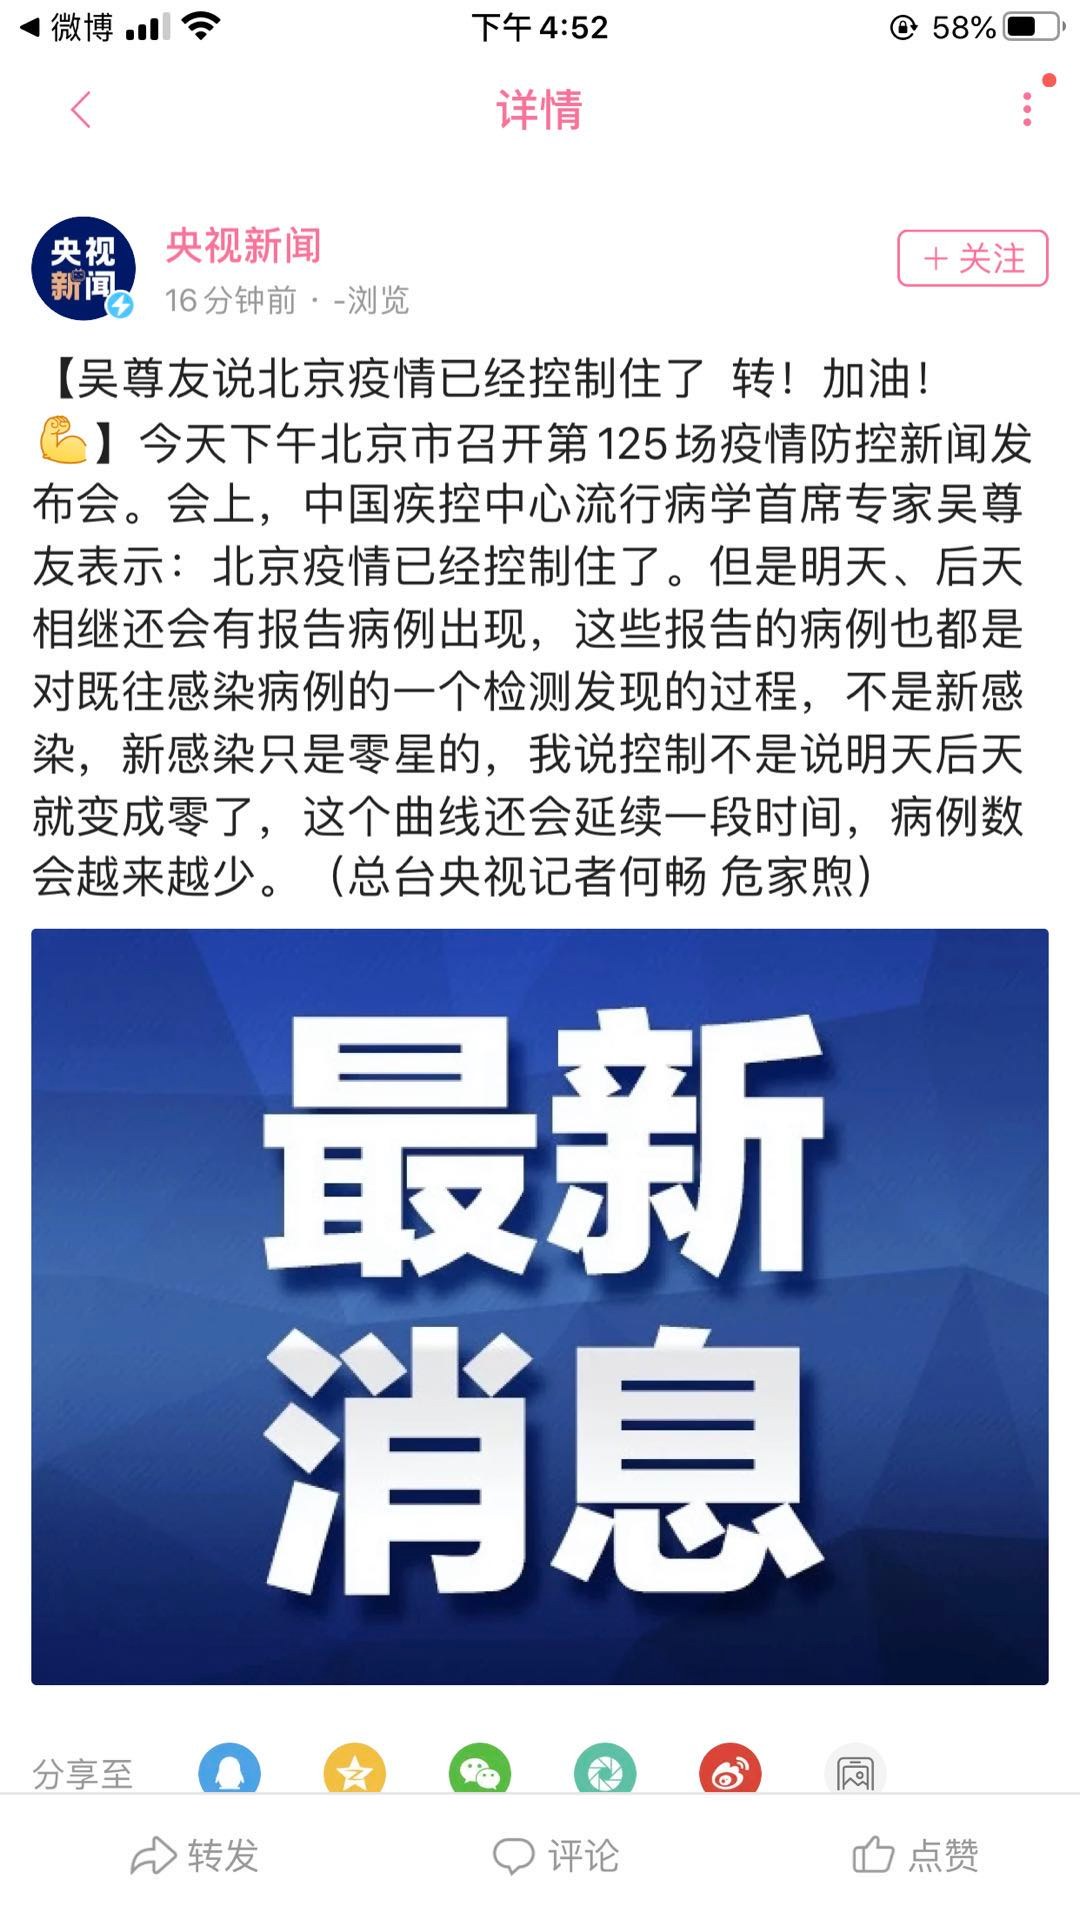 微博
下午4:52
58%
详情
央视
新闻
央视新闻
16分钟前 · -浏览
+ 关注
【吴尊友说北京疫情已经控制住了 转！加油！
💪】今天下午北京市召开第125场疫情防控新闻发
布会。会上，中国疾控中心流行病学首席专家吴尊
友表示：北京疫情已经控制住了。但是明天、后天
相继还会有报告病例出现，这些报告的病例也都是
对既往感染病例的一个检测发现的过程，不是新感
染，新感染只是零星的，我说控制不是说明天后天
就变成零了，这个曲线还会延续一段时间，病例数
会越来越少。（总台央视记者何畅 危家煦）
最新
消息
分享至
转发
评论
点赞